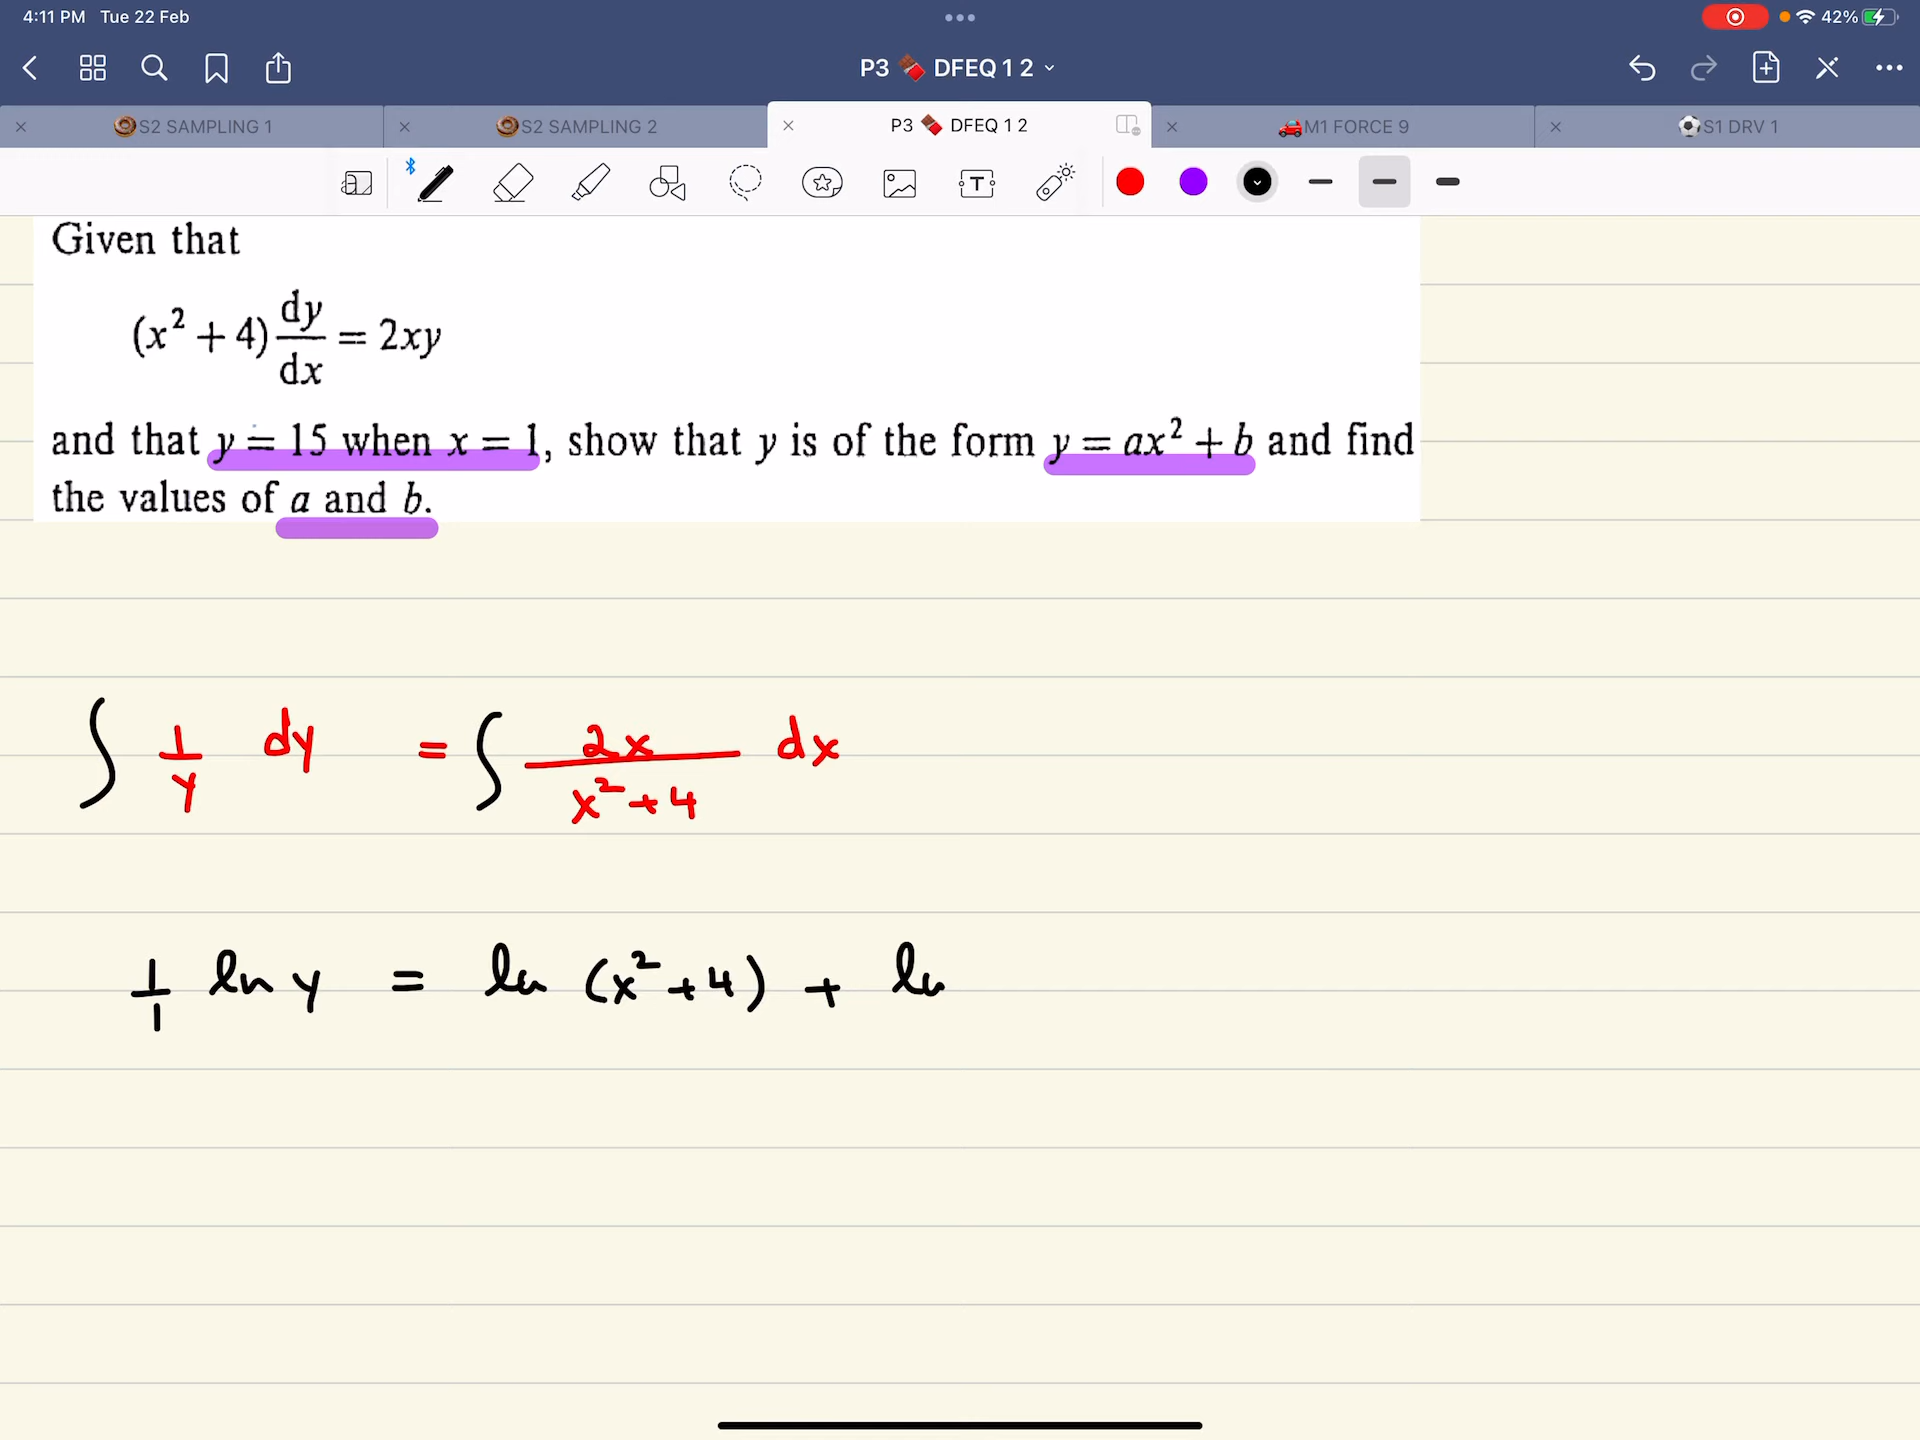 4:11 PM Tue 22 Feb
42%
P3 🍫 DFEQ 1 2
🍩S2 SAMPLING 1
🍩S2 SAMPLING 2
P3 🍫 DFEQ 1 2
🚗M1 FORCE 9
⚽S1 DRV 1
Given that
(x² + 4) dy/dx = 2xy
and that y = 15 when x = 1, show that y is of the form y = ax² + b and find
the values of a and b.
∫ 1/y dy = ∫ 2x/(x²+4) dx
1/1 ln y = ln (x²+4) + ln